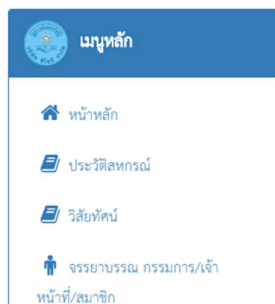 เมนูหลัก
หน้าหลัก
ประวัติสหกรณ์
วิสัยทัศน์
จรรยาบรรณ กรรมการ/เจ้า
หน้าที่/สมาชิก